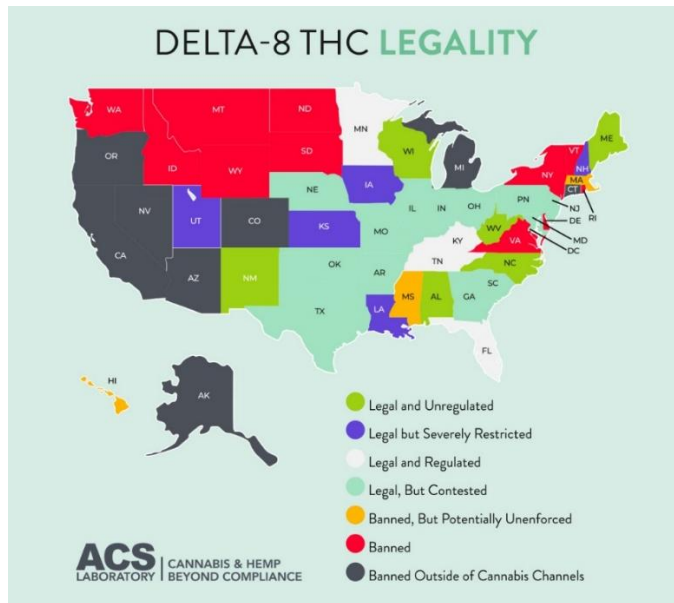 DELTA-8 THC LEGALITY
WA
MT
ND
MN
OR
ID
WY
SD
WI
MI
NY
VT
NH
ME
MA
CT
RI
NJ
DE
MD
DC
NV
UT
CO
NE
IA
IL
IN
OH
PN
CA
KS
MO
KY
WV
VA
AZ
NM
OK
AR
TN
NC
SC
TX
LA
MS
AL
GA
FL
HI
AK
Legal and Unregulated
Legal but Severely Restricted
Legal and Regulated
Legal, But Contested
Banned, But Potentially Unenforced
Banned
Banned Outside of Cannabis Channels
ACS
LABORATORY
CANNABIS & HEMP
BEYOND COMPLIANCE